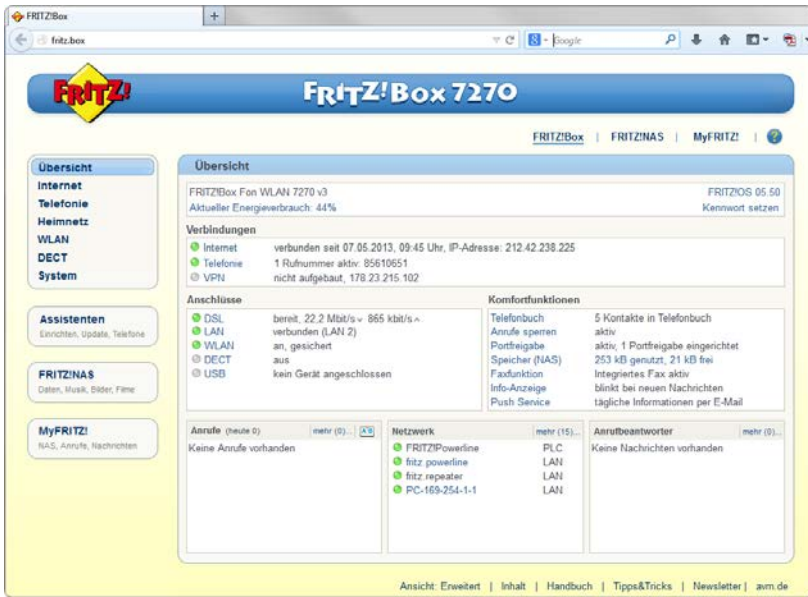 FRITZ!Box
+
fritz.box
8 - Google
FRITZ!
FRITZ!Box 7270
FRITZ!Box | FRITZ!NAS | MyFRITZ! | ?
Übersicht
Internet
Telefonie
Heimnetz
WLAN
DECT
System
Assistenten
Einrichten, Update, Telefone
FRITZ!NAS
Daten, Musik, Bilder, Filme
MyFRITZ!
NAS, Anrufe, Nachrichten
Übersicht
FRITZ!Box Fon WLAN 7270 v3 FRITZ!OS 05.50
Aktueller Energieverbrauch: 44% Kennwort setzen
Verbindungen
Internet verbunden seit 07.05.2013, 09:45 Uhr, IP-Adresse: 212.42.238.225
Telefonie 1 Rufnummer aktiv: 85610651
VPN nicht aufgebaut, 178.23.215.102
Anschlüsse
DSL bereit, 22,2 Mbit/s 865 kbit/s
LAN verbunden (LAN 2)
WLAN an, gesichert
DECT aus
USB kein Gerät angeschlossen
Komfortfunktionen
Telefonbuch 5 Kontakte in Telefonbuch
Anrufe sperren aktiv
Portfreigabe aktiv, 1 Portfreigabe eingerichtet
Speicher (NAS) 253 kB genutzt, 21 kB frei
Faxfunktion Integriertes Fax aktiv
Info-Anzeige blinkt bei neuen Nachrichten
Push Service tägliche Informationen per E-Mail
Anrufe (heute 0) mehr (0)...
Keine Anrufe vorhanden
Netzwerk mehr (15)...
FRITZ!Powerline PLC
fritz.powerline LAN
fritz.repeater LAN
PC-169-254-1-1 LAN
Anrufbeantworter mehr (0)...
Keine Nachrichten vorhanden
Ansicht: Erweitert | Inhalt | Handbuch | Tipps&Tricks | Newsletter | avm.de